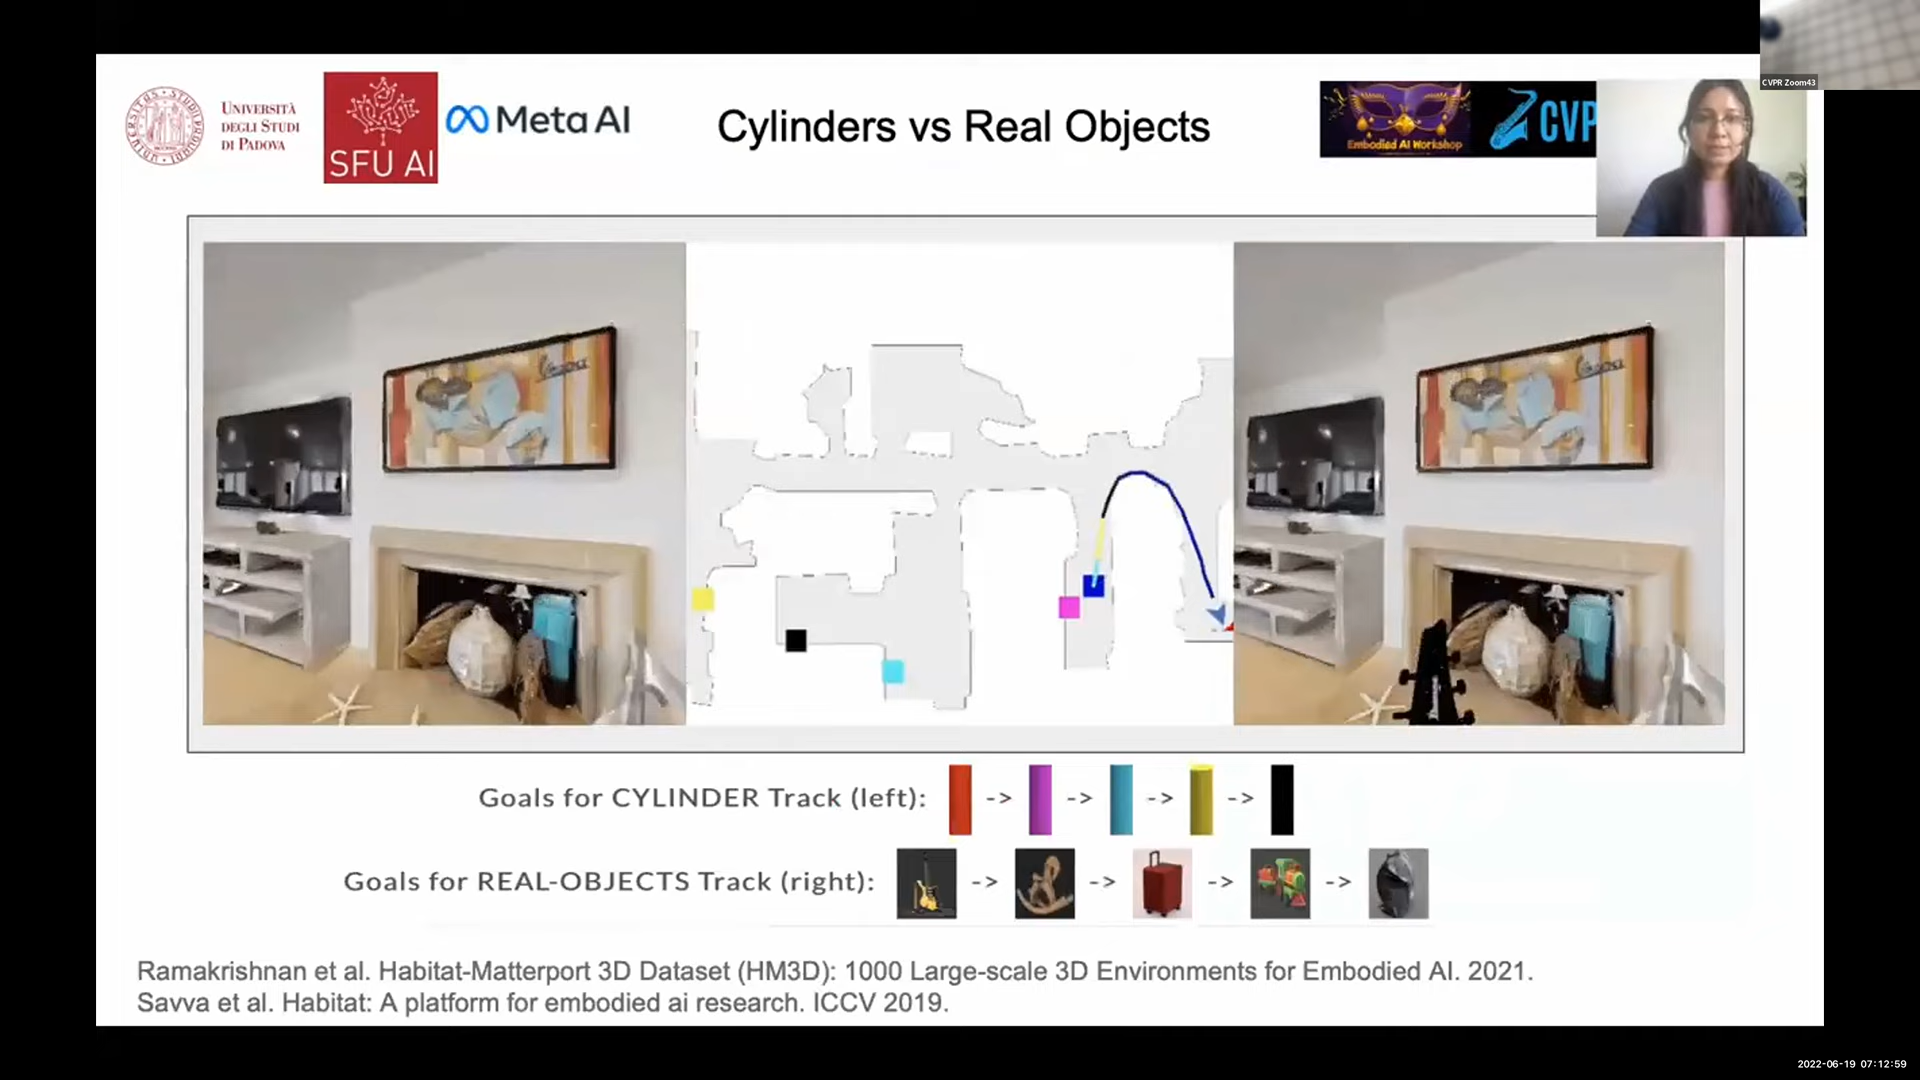 CVPR Zoom43
UNIVERSITÀ
DEGLI STUDI
DI PADOVA
SFU AI
Meta AI
Cylinders vs Real Objects
Embodied AI Workshop
CVP
Goals for CYLINDER Track (left): -> -> -> ->
Goals for REAL-OBJECTS Track (right): -> -> -> ->
Ramakrishnan et al. Habitat-Matterport 3D Dataset (HM3D): 1000 Large-scale 3D Environments for Embodied AI. 2021.
Savva et al. Habitat: A platform for embodied ai research. ICCV 2019.
2022-06-19 07:12:59